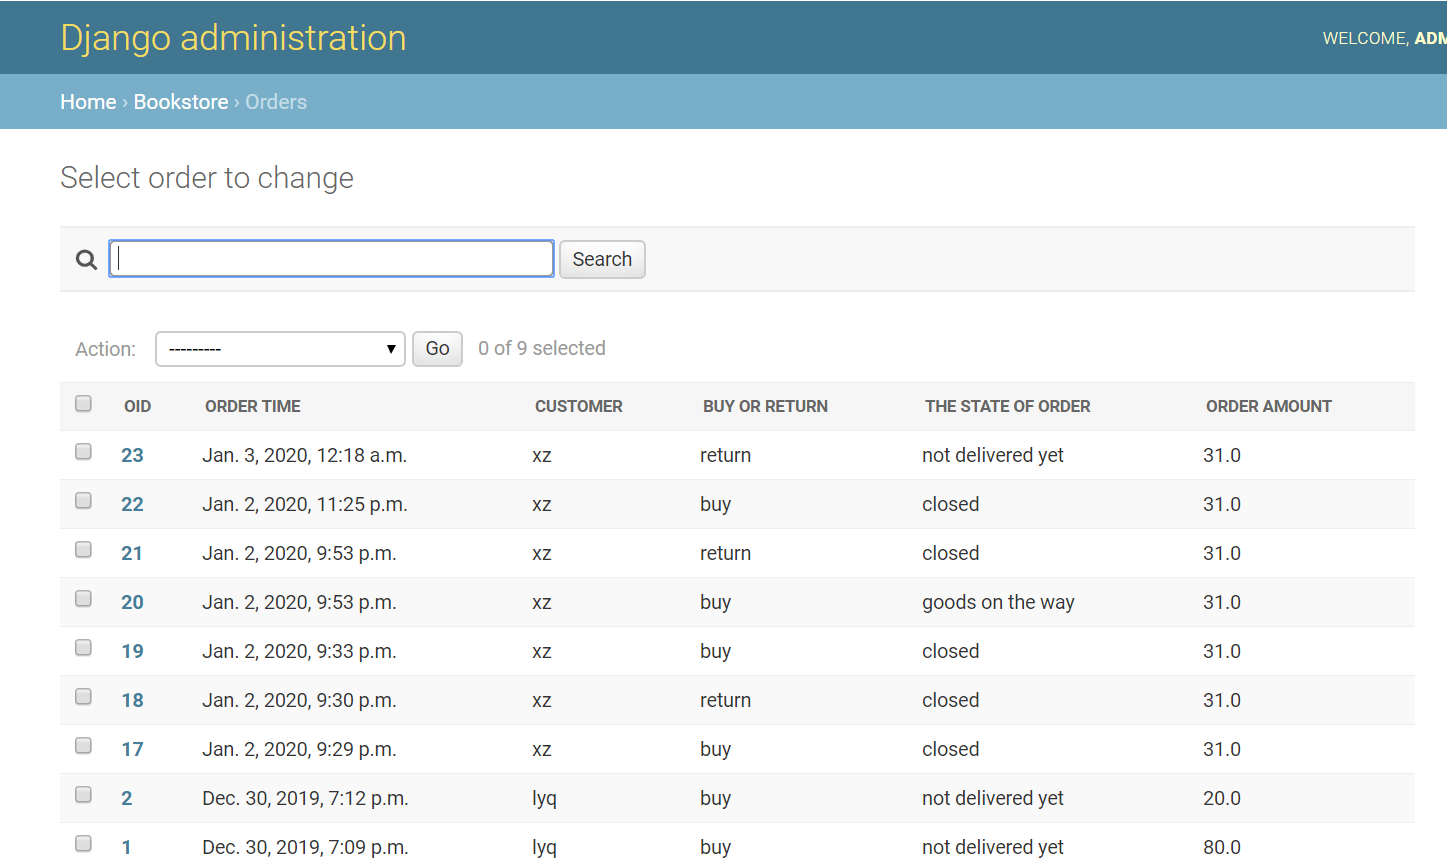 Django administration
WELCOME, ADM
Home › Bookstore › Orders
Select order to change
Search
Action: --------- Go 0 of 9 selected
OID ORDER TIME CUSTOMER BUY OR RETURN THE STATE OF ORDER ORDER AMOUNT
23 Jan. 3, 2020, 12:18 a.m. xz return not delivered yet 31.0
22 Jan. 2, 2020, 11:25 p.m. xz buy closed 31.0
21 Jan. 2, 2020, 9:53 p.m. xz return closed 31.0
20 Jan. 2, 2020, 9:53 p.m. xz buy goods on the way 31.0
19 Jan. 2, 2020, 9:33 p.m. xz buy closed 31.0
18 Jan. 2, 2020, 9:30 p.m. xz return closed 31.0
17 Jan. 2, 2020, 9:29 p.m. xz buy closed 31.0
2 Dec. 30, 2019, 7:12 p.m. lyq buy not delivered yet 20.0
1 Dec. 30, 2019, 7:09 p.m. lyq buy not delivered yet 80.0